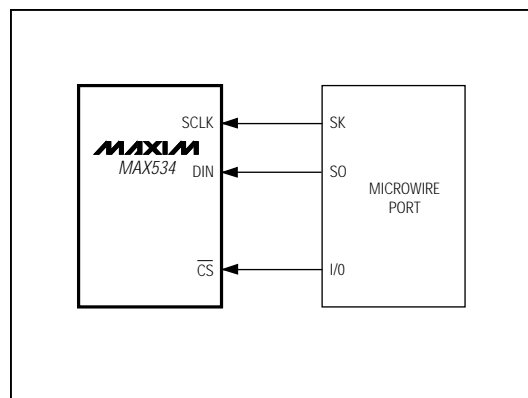 SCLK
SK
MAXIM
MAX534
DIN
SO
MICROWIRE
PORT
CS
I/0